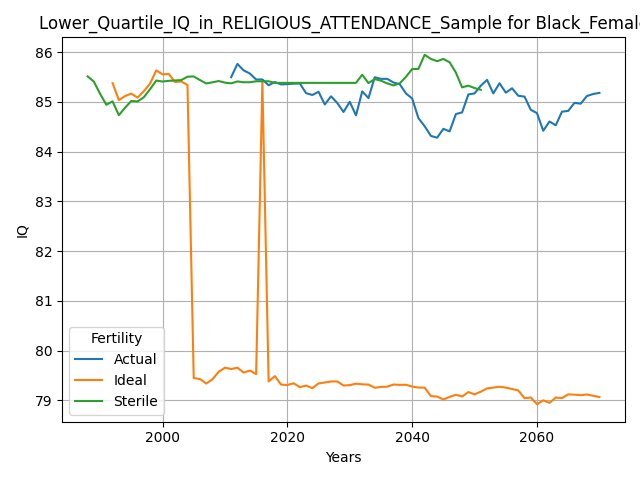 Lower_Quartile_IQ_in_RELIGIOUS_ATTENDANCE_Sample for Black_Femal
86
85
84
83
82
81
80
79
IQ
Fertility
Actual
Ideal
Sterile
2000
2020
2040
2060
Years